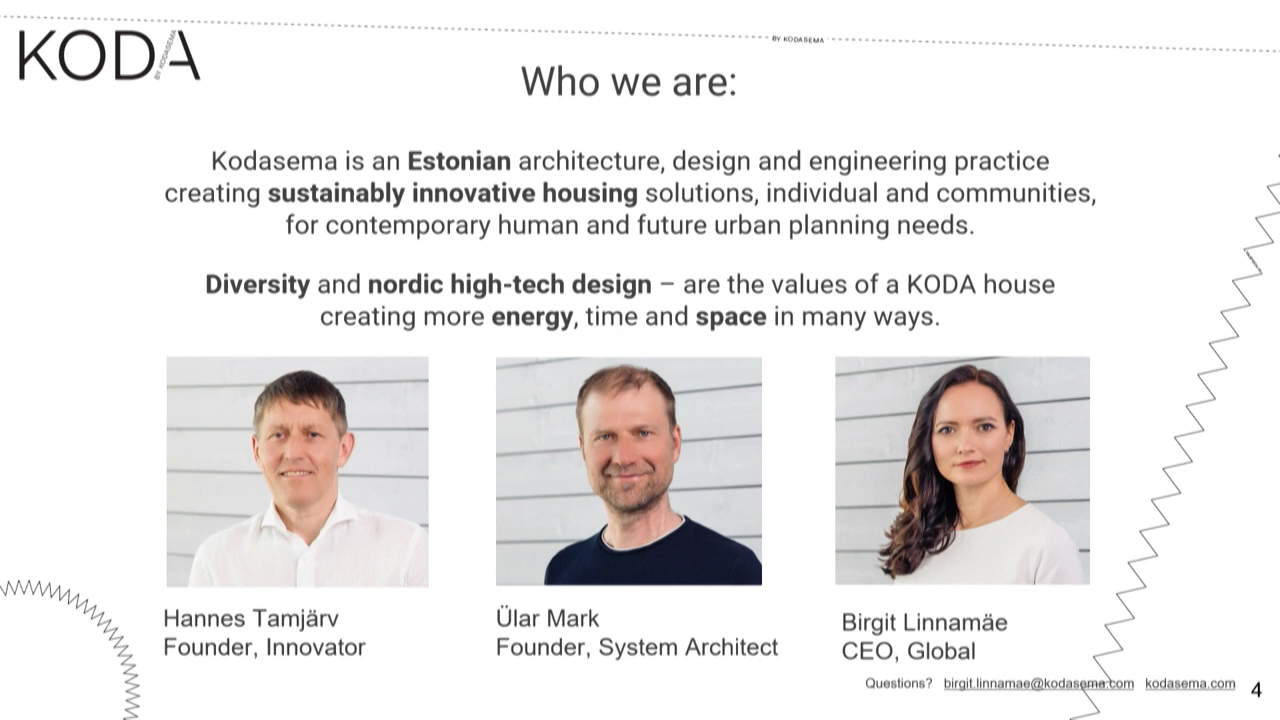 BY KODASEMA
KODA
BY KODASEMA
Who we are:
Kodasema is an Estonian architecture, design and engineering practice
creating sustainably innovative housing solutions, individual and communities,
for contemporary human and future urban planning needs.
Diversity and nordic high-tech design – are the values of a KODA house
creating more energy, time and space in many ways.
Hannes Tamjärv
Founder, Innovator
Ülar Mark
Founder, System Architect
Birgit Linnamäe
CEO, Global
Questions? birgit.linnamae@kodasema.com kodasema.com
4